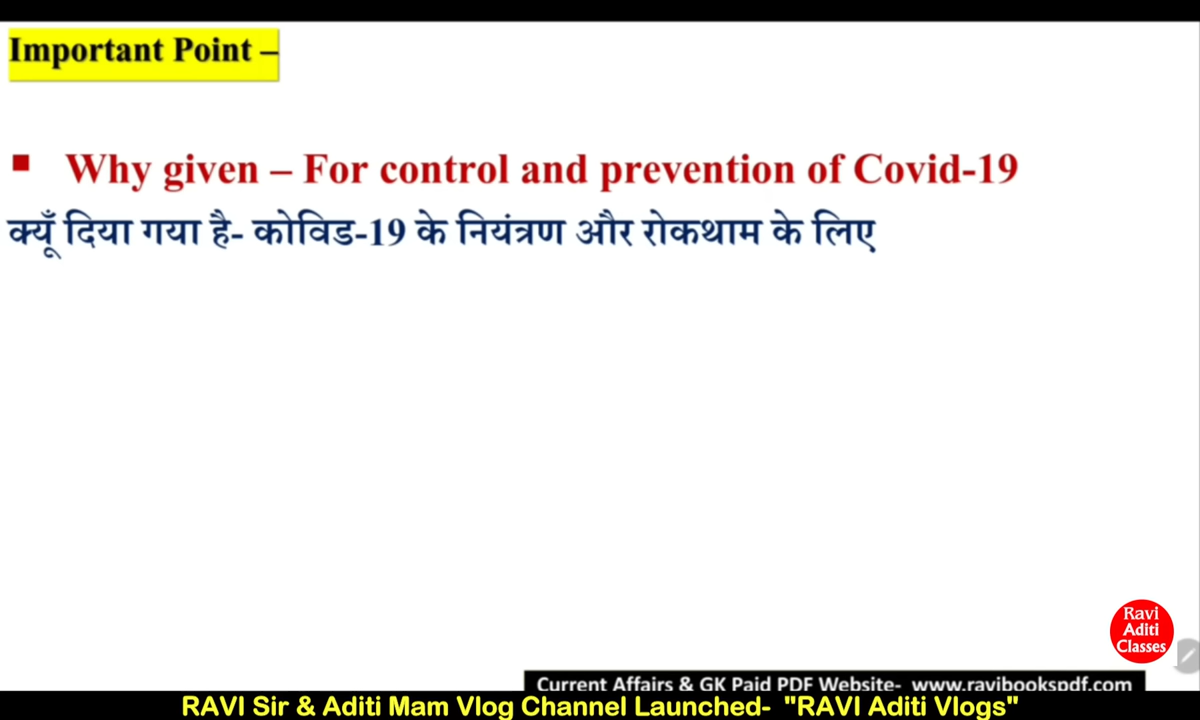 Important Point –
▪ Why given – For control and prevention of Covid-19
क्यूँ दिया गया है- कोविड-19 के नियंत्रण और रोकथाम के लिए
Ravi
Aditi
Classes
Current Affairs & GK Paid PDF Website- www.ravibookspdf.com
RAVI Sir & Aditi Mam Vlog Channel Launched- "RAVI Aditi Vlogs"